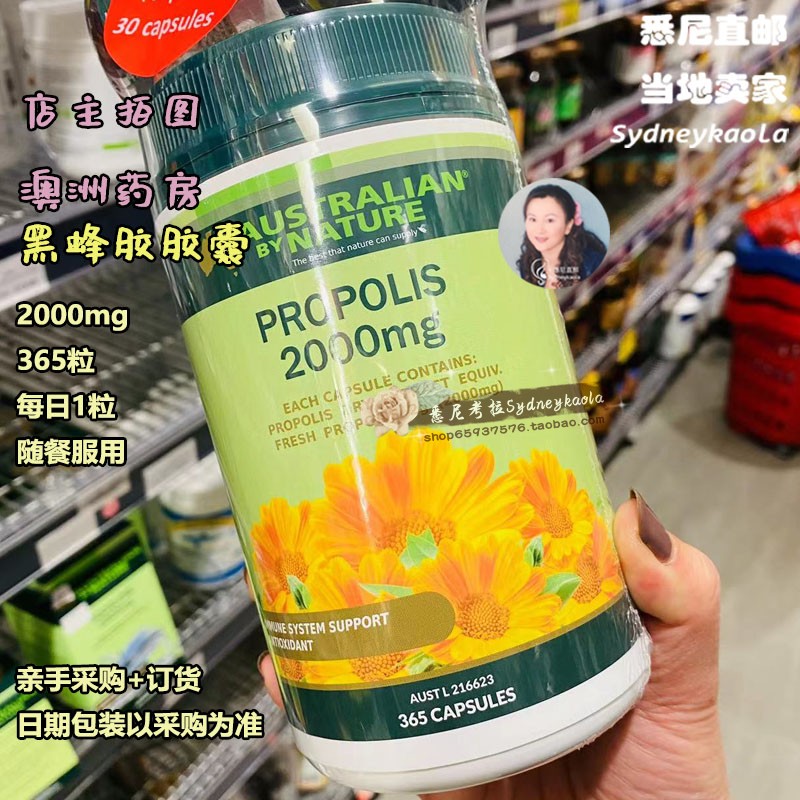 30 capsules
悉尼直邮
当地卖家
SydneykaoLa
店主拍图
澳洲药房
黑蜂胶胶囊
2000mg
365粒
每日1粒
随餐服用
AUSTRALIAN®
BY NATURE
The best that nature can supply
PROPOLIS
2000mg
EACH CAPSULE CONTAINS:
PROPOLIS EQUIV.
FRESH
悉尼考拉Sydneykaola
shop65937576.taobao.com
IMMUNE SYSTEM SUPPORT
ANTIOXIDANT
AUST L 216623
365 CAPSULES
亲手采购+订货
日期包装以采购为准